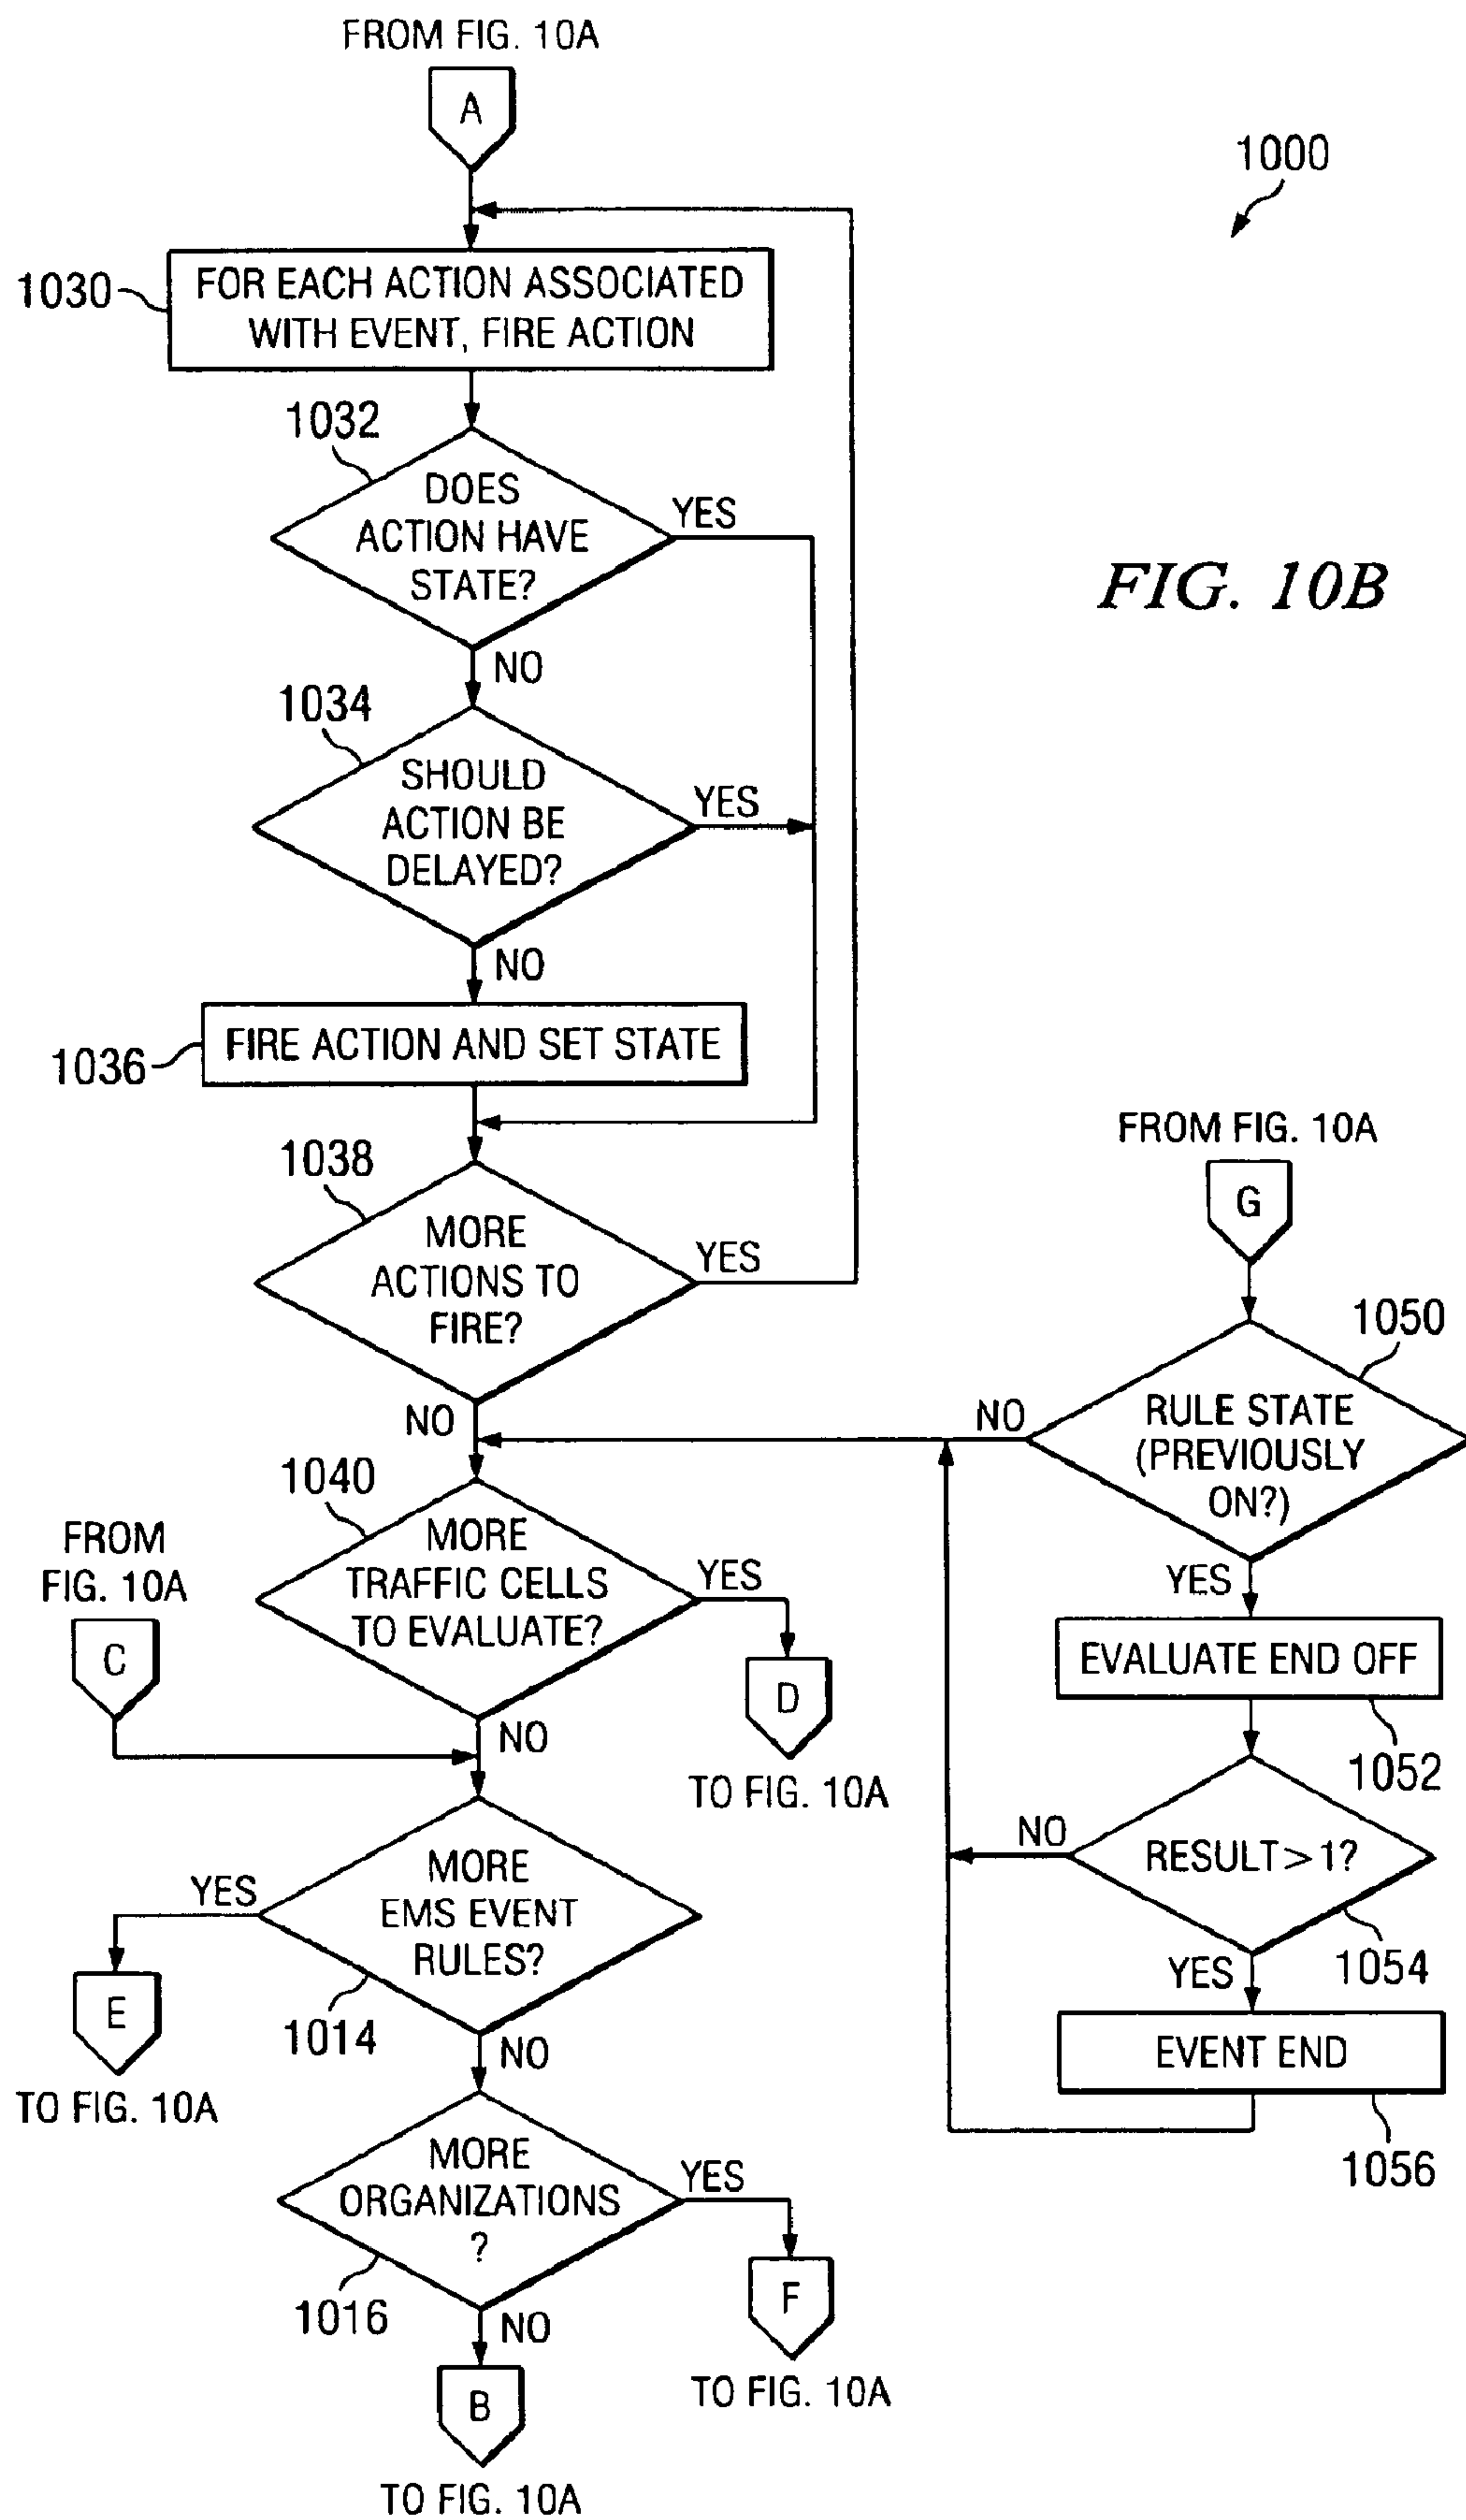 FROM FIG. 10A
A
1000
1030
FOR EACH ACTION ASSOCIATED
WITH EVENT, FIRE ACTION
1032
DOES
ACTION HAVE
STATE?
YES
NO
FIG. 10B
1034
SHOULD
ACTION BE
DELAYED?
YES
NO
1036
FIRE ACTION AND SET STATE
1038
MORE
ACTIONS TO
FIRE?
YES
NO
FROM FIG. 10A
G
1050
RULE STATE
(PREVIOUSLY
ON?)
NO
YES
1040
MORE
TRAFFIC CELLS
TO EVALUATE?
YES
NO
D
TO FIG. 10A
FROM
FIG. 10A
C
EVALUATE END OFF
1052
RESULT > 1?
NO
1054
YES
EVENT END
1056
MORE
EMS EVENT
RULES?
YES
1014
NO
E
TO FIG. 10A
MORE
ORGANIZATIONS
?
YES
1016
NO
F
TO FIG. 10A
B
TO FIG. 10A